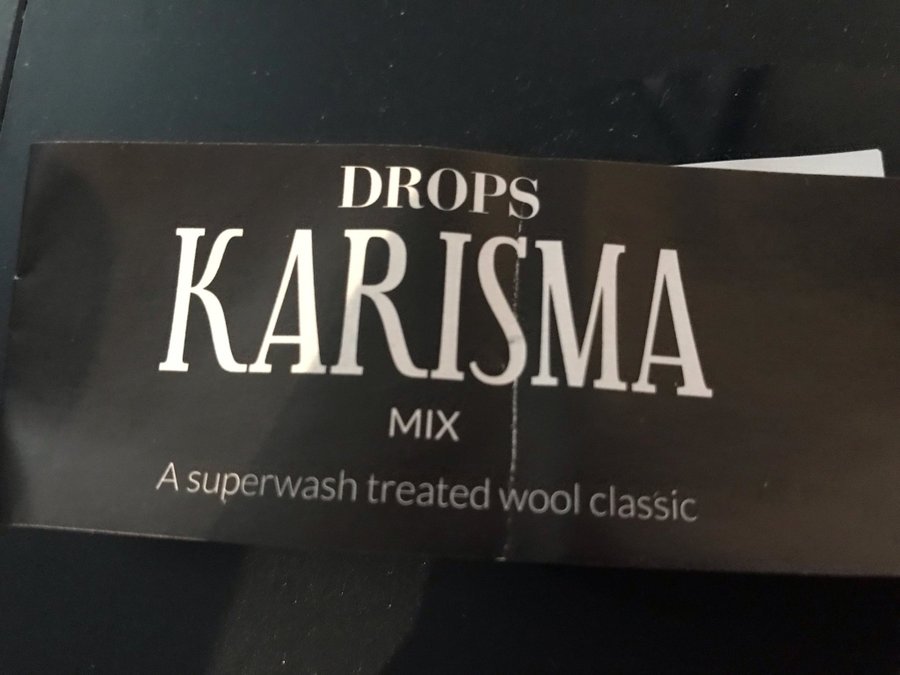 DROPS
KARISMA
MIX
A superwash treated wool classic